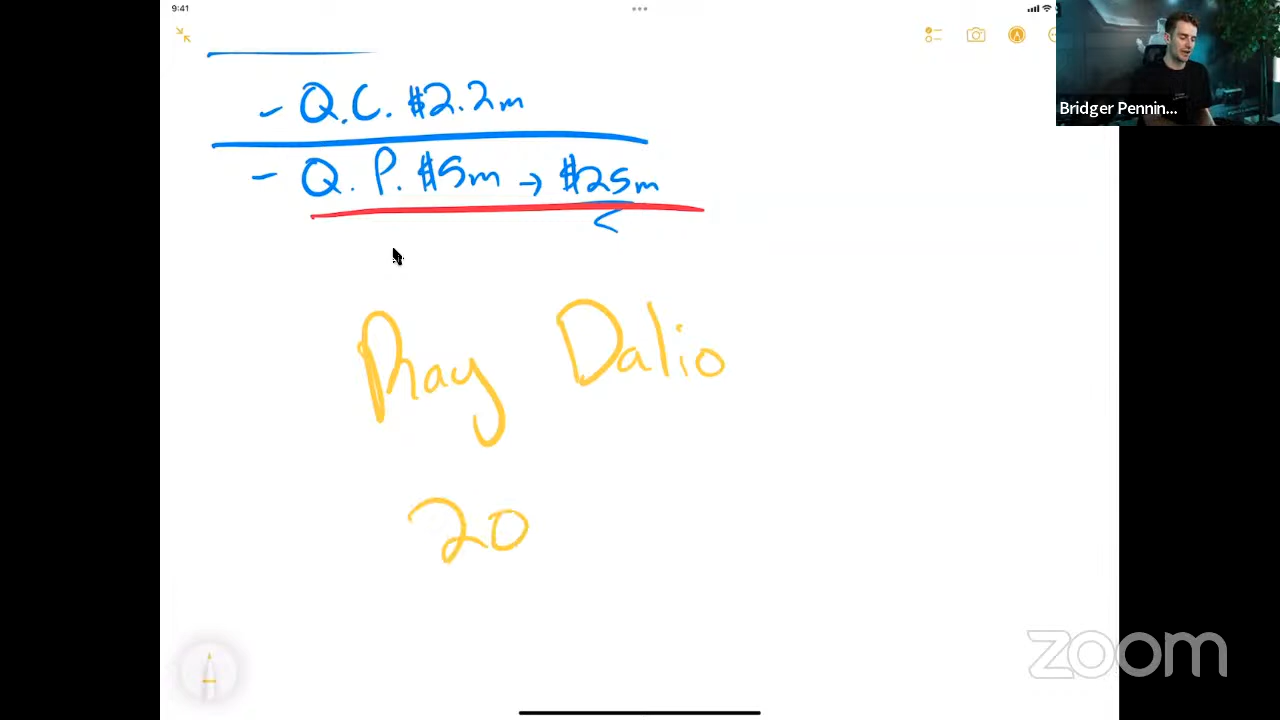 9:41
- Q.C. $2.2m
Bridger Pennin...
- Q.P. $5m → $25m
Ray Dalio
20
zoom